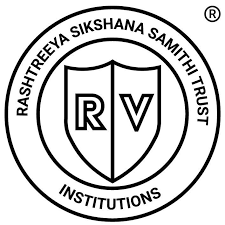 ®
RASHTREEYA SIKSHANA SAMITHI TRUST
RV
INSTITUTIONS